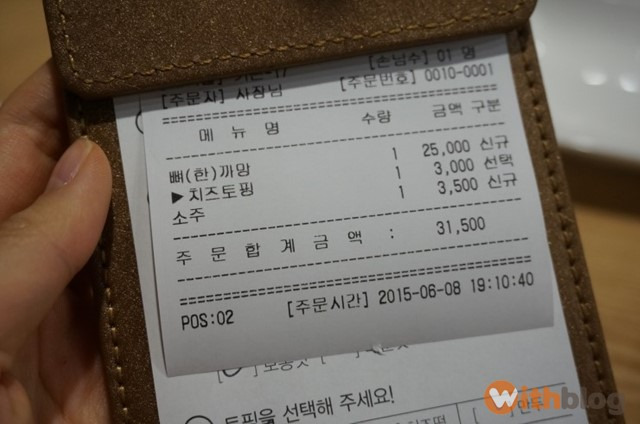 [손님수] 01 명
[주문자] 사장님 [주문번호] 0010-0001
메 뉴 명 수량 금액 구분
뼈(한)까망 1 25,000 신규
▶치즈토핑 1 3,000 선택
소주 1 3,500 신규
주 문 합 계 금 액 : 31,500
POS:02 [주문시간] 2015-06-08 19:10:40
토핑을 선택해 주세요!
Withblog